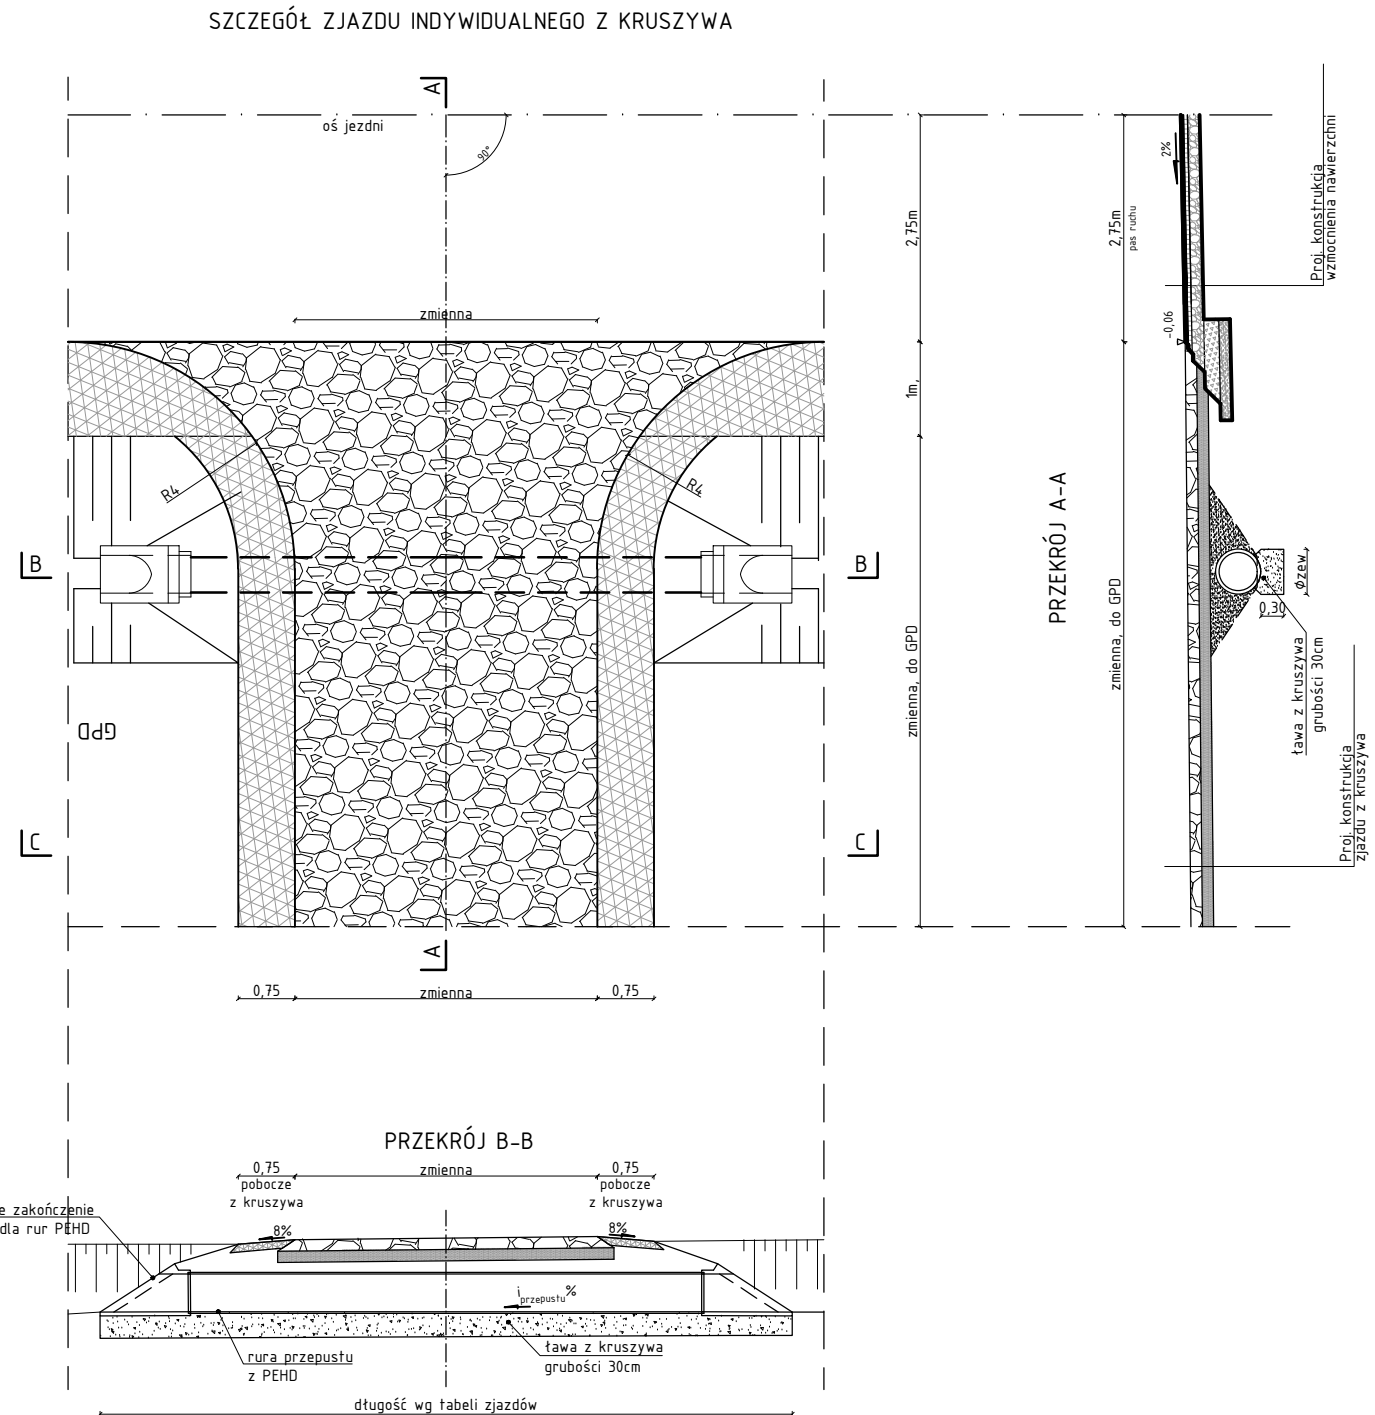 SZCZEGÓŁ ZJAZDU INDYWIDUALNEGO Z KRUSZYWA
A
oś jezdni
90°
2,75m
2,75m
pas ruchu
2%
Proj. konstrukcja
wzmocnienia nawierzchni
zmienna
-0,06
1m,
R4
R4
PRZEKRÓJ A-A
B
B
Φzew
0,30
zmienna, do GPD
zmienna, do GPD
ława z kruszywa
grubości 30cm
GPD
Proj. konstrukcja
zjazdu z kruszywa
C
C
A
0,75
zmienna
0,75
PRZEKRÓJ B-B
0,75
zmienna
0,75
pobocze
z kruszywa
pobocze
z kruszywa
e zakończenie
dla rur PEHD
8%
8%
i przepustu %
rura przepustu
z PEHD
ława z kruszywa
grubości 30cm
długość wg tabeli zjazdów